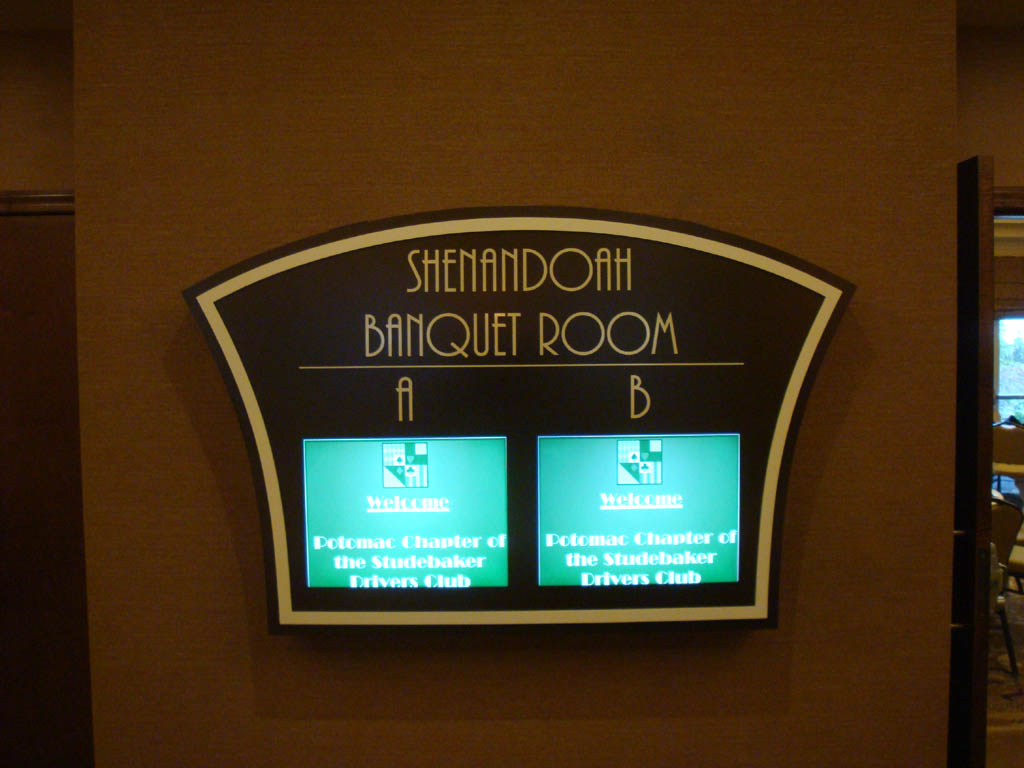 SHENANDOAH
BANQUET ROOM
A
B
Welcome
Potomac Chapter of
the Studebaker
Drivers Club
Welcome
Potomac Chapter of
the Studebaker
Drivers Club